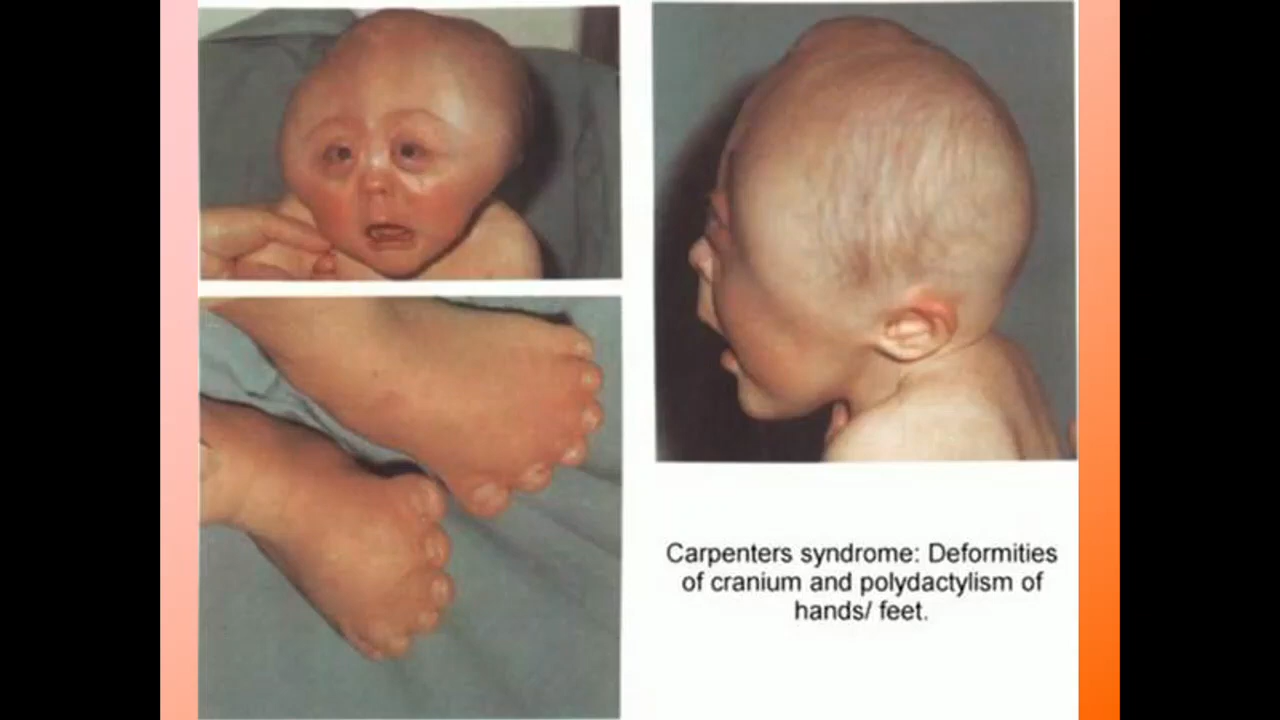 Carpenters syndrome: Deformities
of cranium and polydactylism of
hands/ feet.